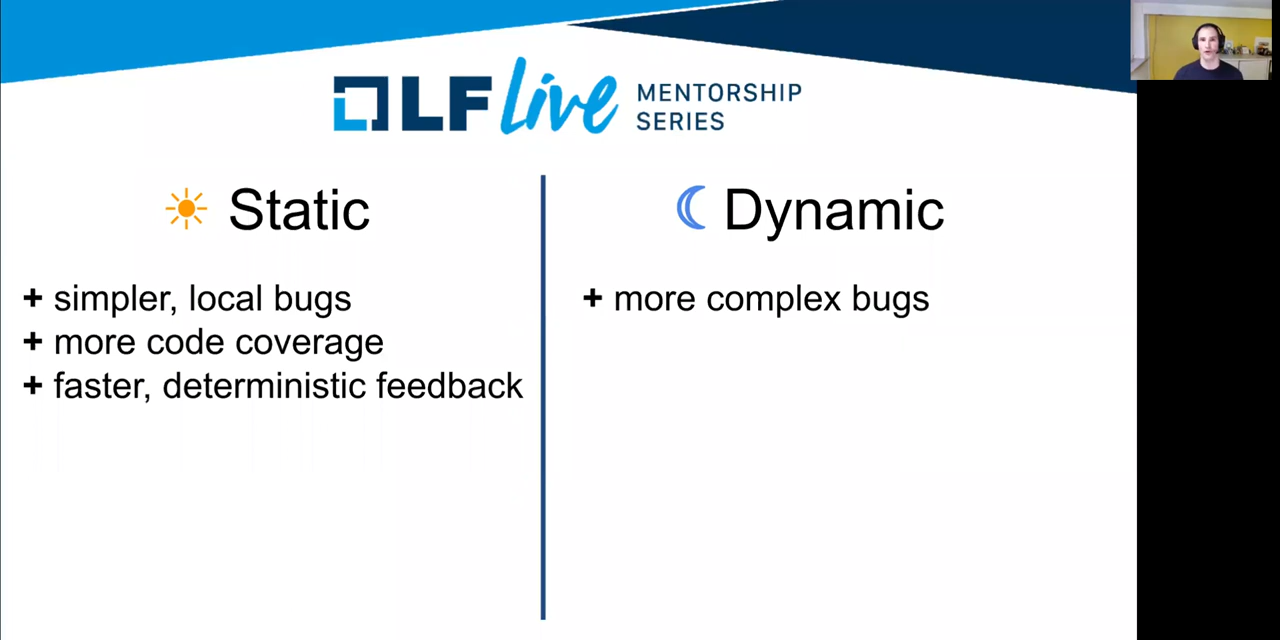 LF Live MENTORSHIP
SERIES
Static
+ simpler, local bugs
+ more code coverage
+ faster, deterministic feedback
Dynamic
+ more complex bugs